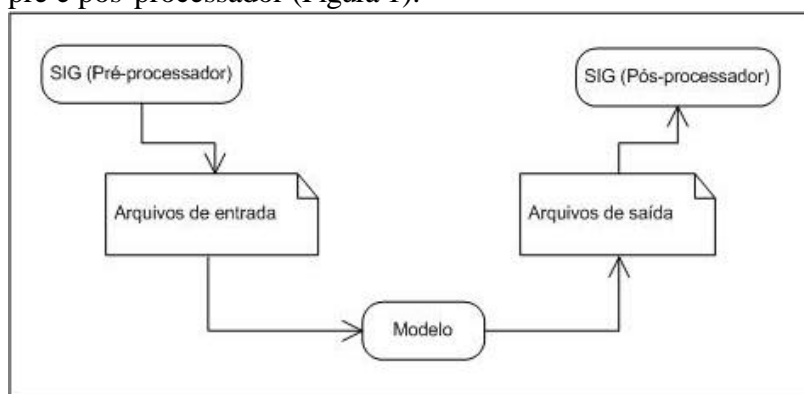 pré e pós-processador (Figura 1).
SIG (Pré-processador)
SIG (Pós-processador)
Arquivos de entrada
Arquivos de saída
Modelo